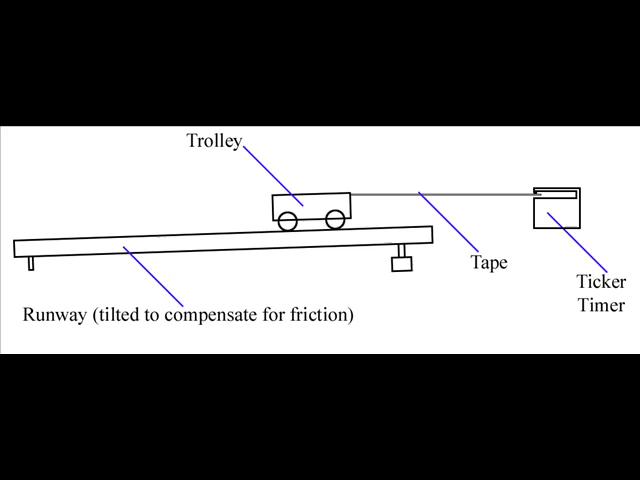 Trolley
Tape
Ticker
Timer
Runway (tilted to compensate for friction)